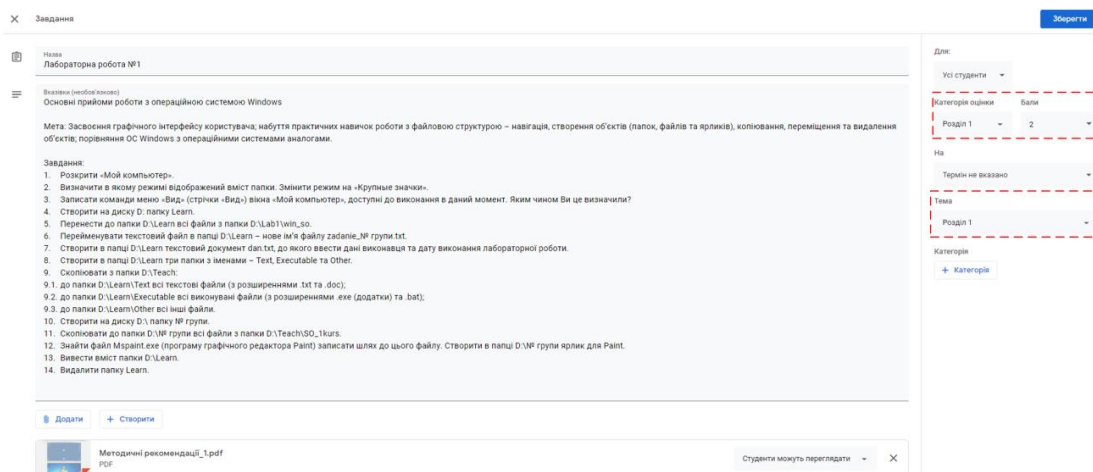 Завдання
Зберегти
Назва
Лабораторна робота №1
Вказівки (необов'язково)
Основні прийоми роботи з операційною системою Windows
Мета: Засвоєння графічного інтерфейсу користувача; набуття практичних навичок роботи з файловою структурою – навігація, створення об'єктів (папок, файлів та ярликів), копіювання, переміщення та видалення
об'єктів; порівняння ОС Windows з операційними системами аналогами.
Завдання:
1. Розкрити «Мой компьютер».
2. Визначити в якому режимі відображений вміст папки. Змінити режим на «Крупные значки».
3. Записати команди меню «Вид» (стрічки «Вид») вікна «Мой компьютер», доступні до виконання в даний момент. Яким чином Ви це визначили?
4. Створити на диску D: папку Learn.
5. Перенести до папки D:\Learn всі файли з папки D:\Lab1\win_so.
6. Перейменувати текстовий файл в папці D:\Learn – нове ім'я файлу zadanie_№ групи.txt.
7. Створити в папці D:\Learn текстовий документ dan.txt, до якого ввести дані виконавця та дату виконання лабораторної роботи.
8. Створити в папці D:\Learn три папки з іменами – Text, Executable та Other.
9. Скопіювати з папки D:\Teach:
9.1. до папки D:\Learn\Text всі текстові файли (з розширеннями .txt та .doc);
9.2. до папки D:\Learn\Executable всі виконувані файли (з розширеннями .exe (додатки) та .bat);
9.3. до папки D:\Learn\Other всі інші файли.
10. Створити на диску D:\ папку № групи.
11. Скопіювати до папки D:\№ групи всі файли з папки D:\Teach\SO_1kurs.
12. Знайти файл Mspaint.exe (програму графічного редактора Paint) записати шлях до цього файлу. Створити в папці D:\№ групи ярлик для Paint.
13. Вивести вміст папки D:\Learn.
14. Видалити папку Learn.
Додати
+ Створити
Методичні рекомендації_1.pdf
PDF
Студенти можуть переглядати
Для:
Усі студенти
Категорія оцінки Бали
Розділ 1 2
На
Термін не вказано
Тема
Розділ 1
Категорія
+ Категорія